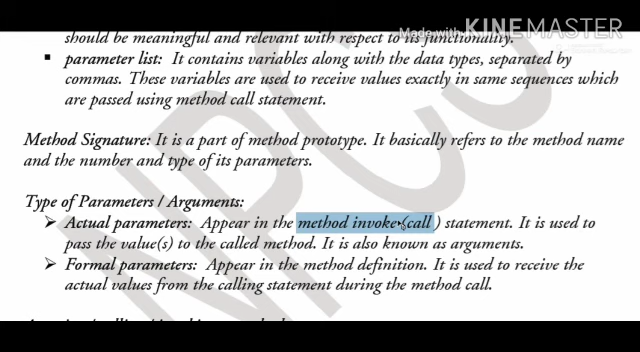 Made with KINEMASTER
should be meaningful and relevant with respect to its functionality.
▪ parameter list: It contains variables along with the data types, separated by
commas. These variables are used to receive values exactly in same sequences which
are passed using method call statement.
Method Signature: It is a part of method prototype. It basically refers to the method name
and the number and type of its parameters.
Type of Parameters / Arguments:
➢ Actual parameters: Appear in the method invoke (call ) statement. It is used to
pass the value(s) to the called method. It is also known as arguments.
➢ Formal parameters: Appear in the method definition. It is used to receive the
actual values from the calling statement during the method call.